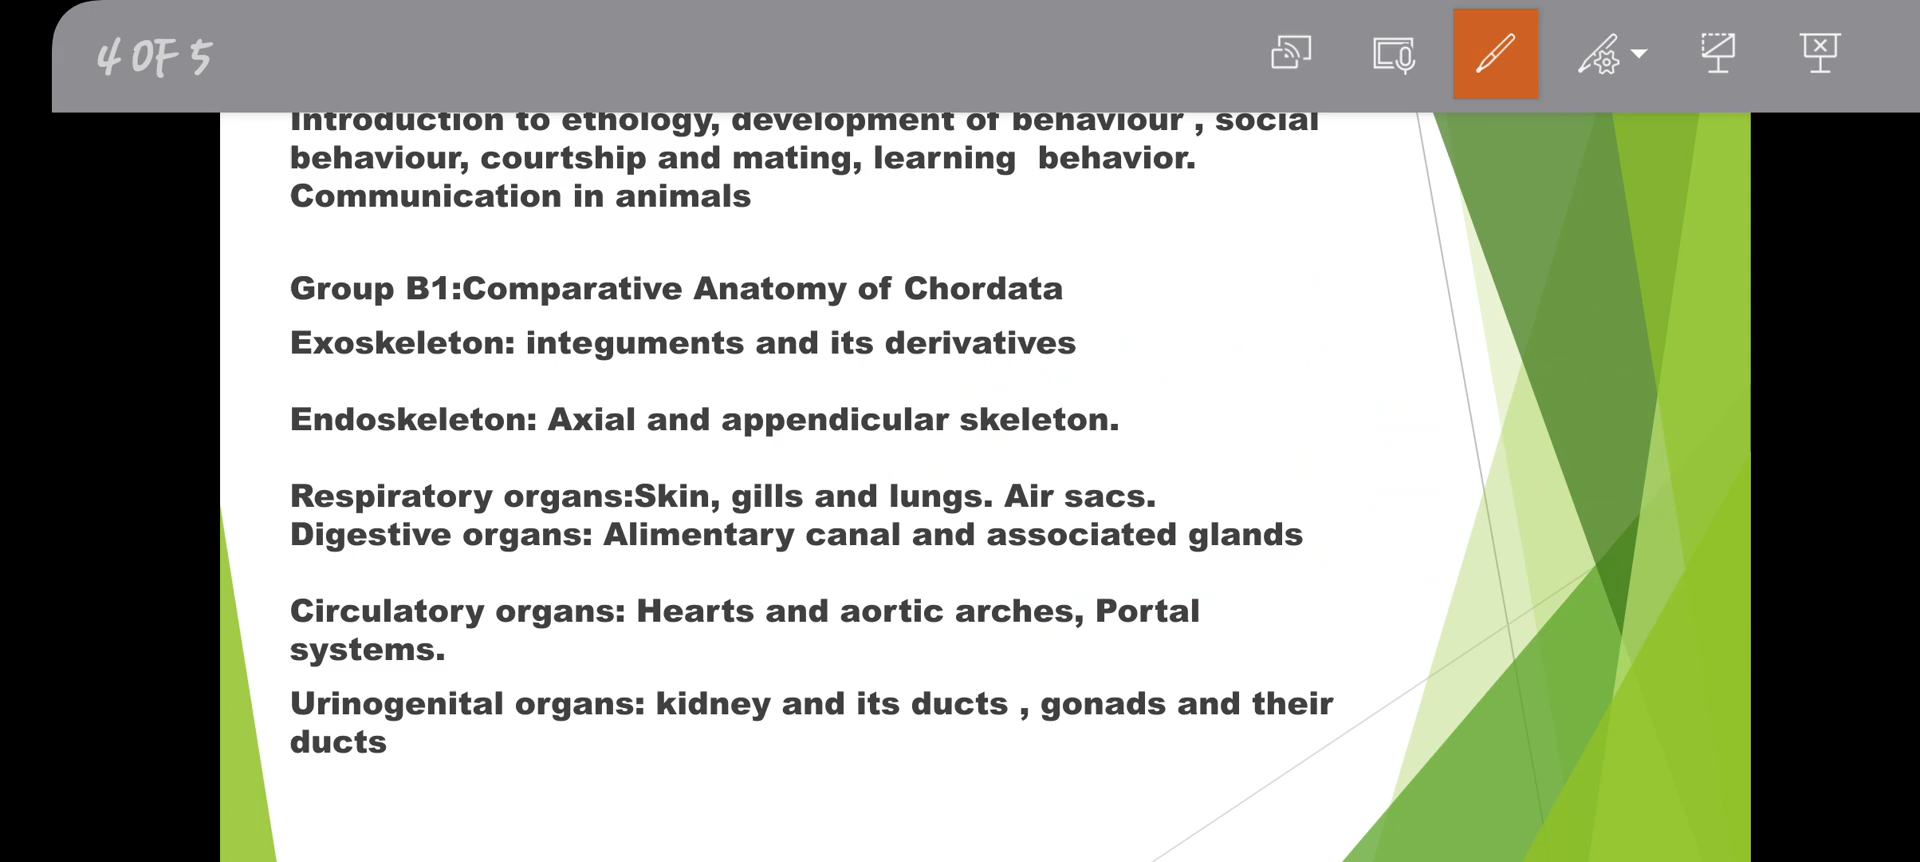 4 OF 5
Introduction to ethology, development of behaviour , social
behaviour, courtship and mating, learning  behavior.
Communication in animals
Group B1:Comparative Anatomy of Chordata
Exoskeleton: integuments and its derivatives
Endoskeleton: Axial and appendicular skeleton.
Respiratory organs:Skin, gills and lungs. Air sacs.
Digestive organs: Alimentary canal and associated glands
Circulatory organs: Hearts and aortic arches, Portal
systems.
Urinogenital organs: kidney and its ducts , gonads and their
ducts